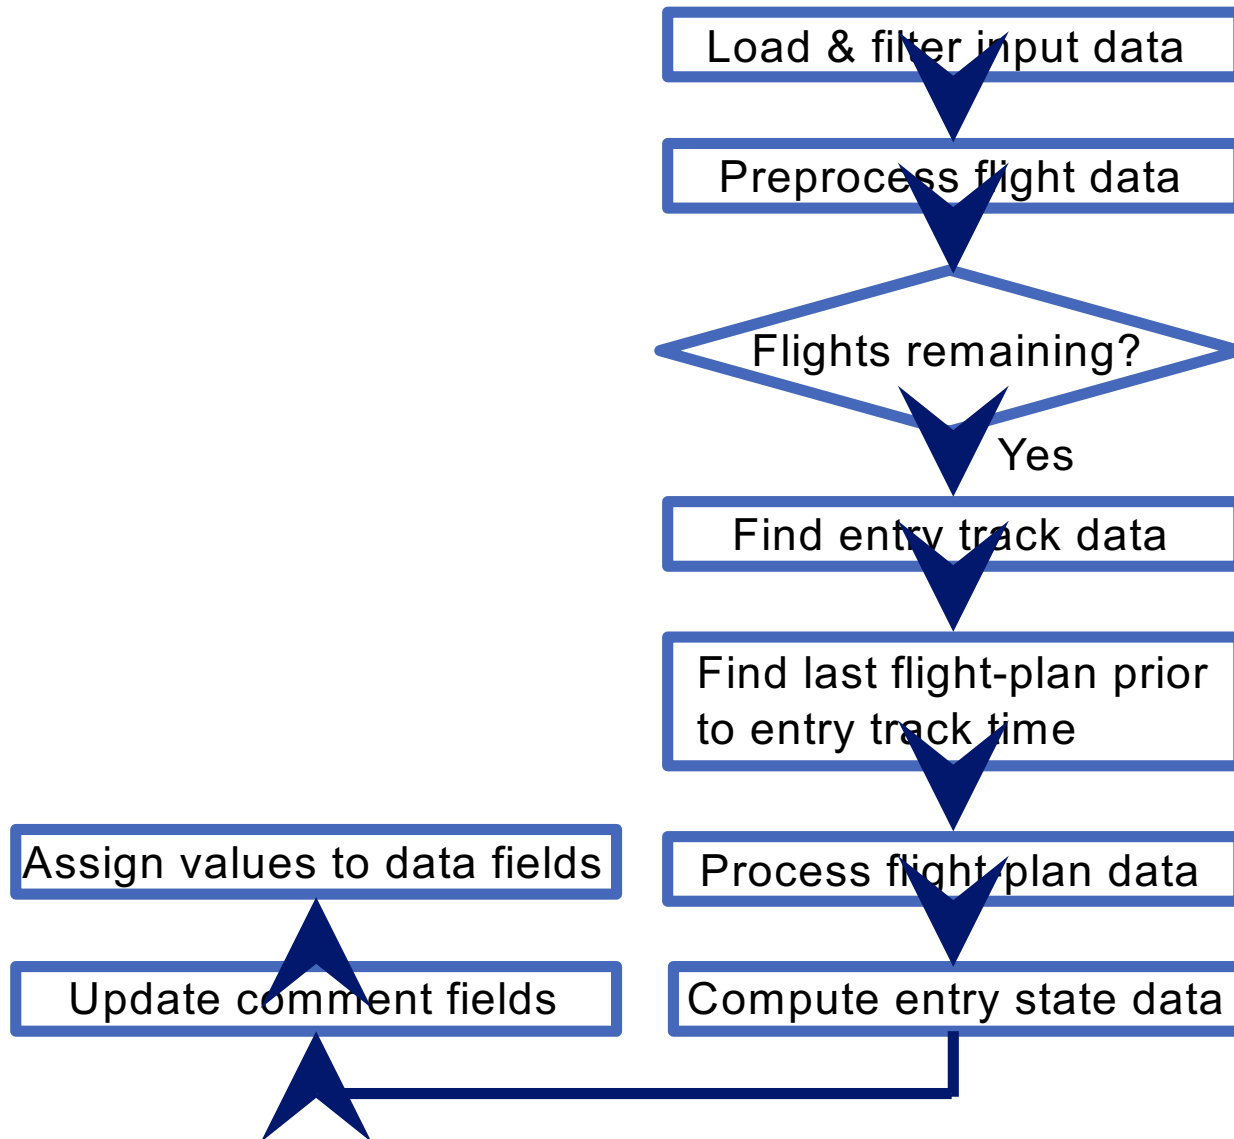 Load & filter input data
Preprocess flight data
Flights remaining?
Yes
Find entry track data
Find last flight-plan prior
to entry track time
Process flight-plan data
Compute entry state data
Update comment fields
Assign values to data fields